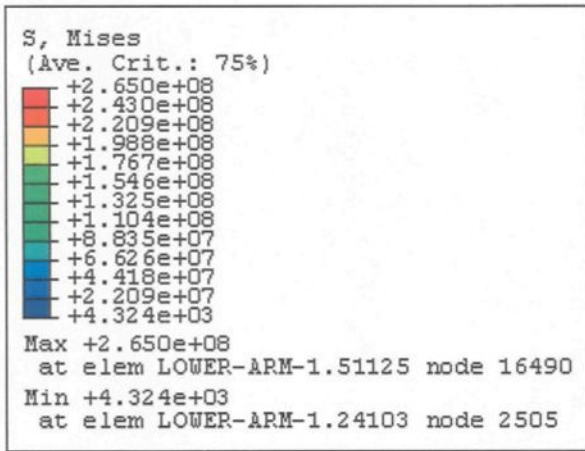 S, Mises
(Ave. Crit.: 75%)
+2.650e+08
+2.430e+08
+2.209e+08
+1.988e+08
+1.767e+08
+1.546e+08
+1.325e+08
+1.104e+08
+8.835e+07
+6.626e+07
+4.418e+07
+2.209e+07
+4.324e+03
Max +2.650e+08
at elem LOWER-ARM-1.51125 node 16490
Min +4.324e+03
at elem LOWER-ARM-1.24103 node 2505